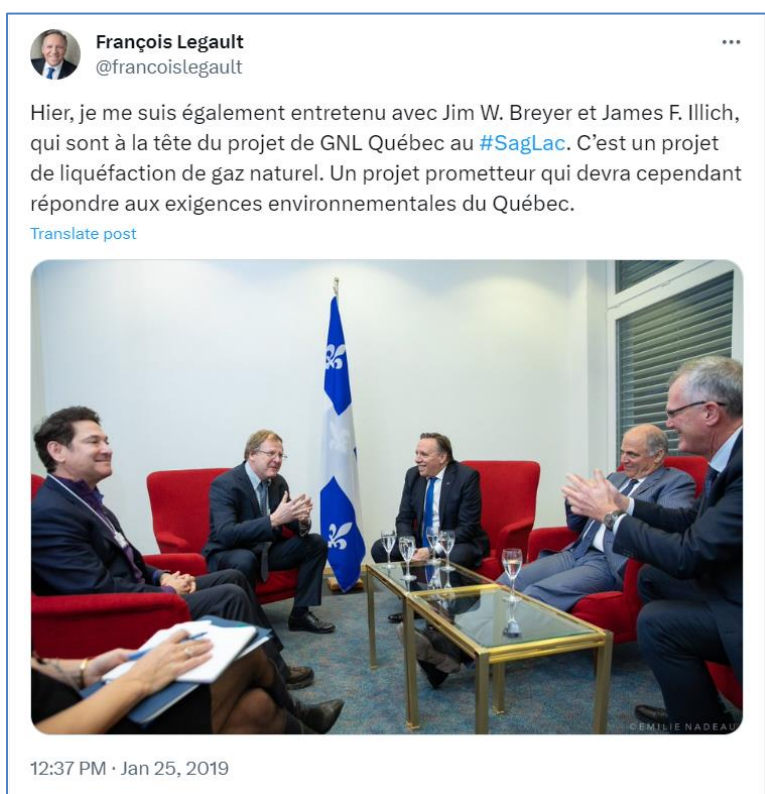 François Legault
@francoislegault
Hier, je me suis également entretenu avec Jim W. Breyer et James F. Illich,
qui sont à la tête du projet de GNL Québec au #SagLac. C’est un projet
de liquéfaction de gaz naturel. Un projet prometteur qui devra cependant
répondre aux exigences environnementales du Québec.
Translate post
©EMILIE NADEAU
12:37 PM · Jan 25, 2019